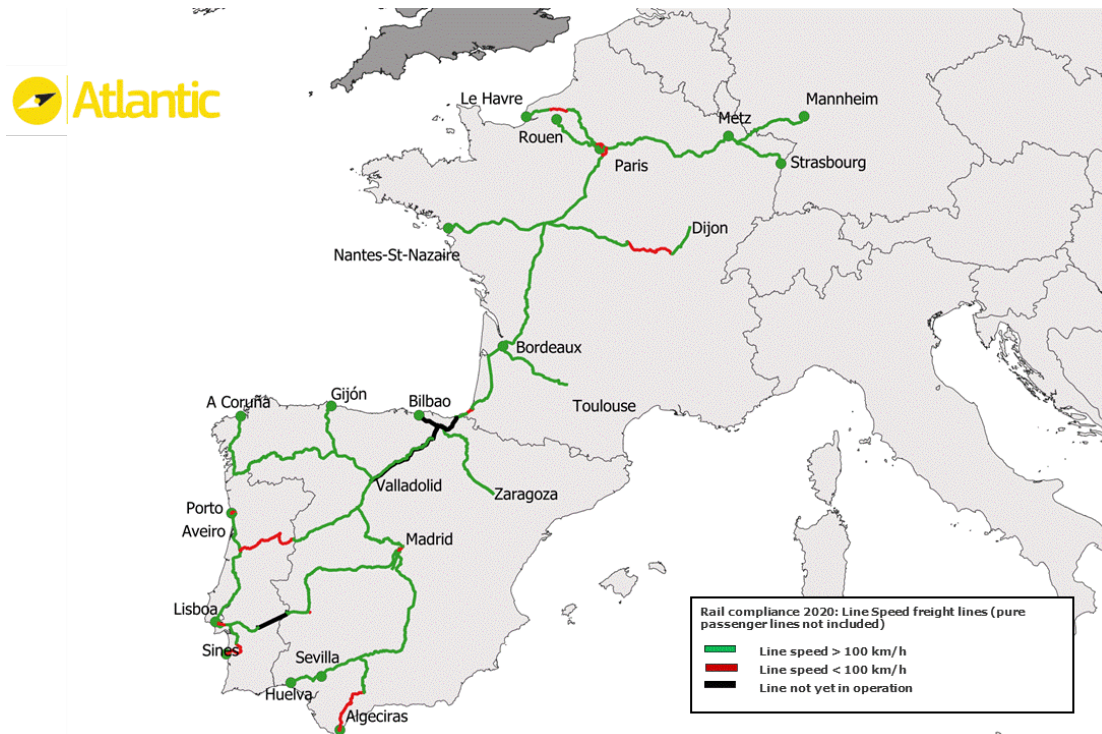 Atlantic
Le Havre
Mannheim
Rouen
Metz
Paris
Strasbourg
Nantes-St-Nazaire
Dijon
Bordeaux
A Coruña
Gijón
Bilbao
Toulouse
Valladolid
Zaragoza
Porto
Aveiro
Madrid
Lisboa
Sines
Sevilla
Huelva
Algeciras
Rail compliance 2020: Line Speed freight lines (pure
passenger lines not included)
Line speed > 100 km/h
Line speed < 100 km/h
Line not yet in operation